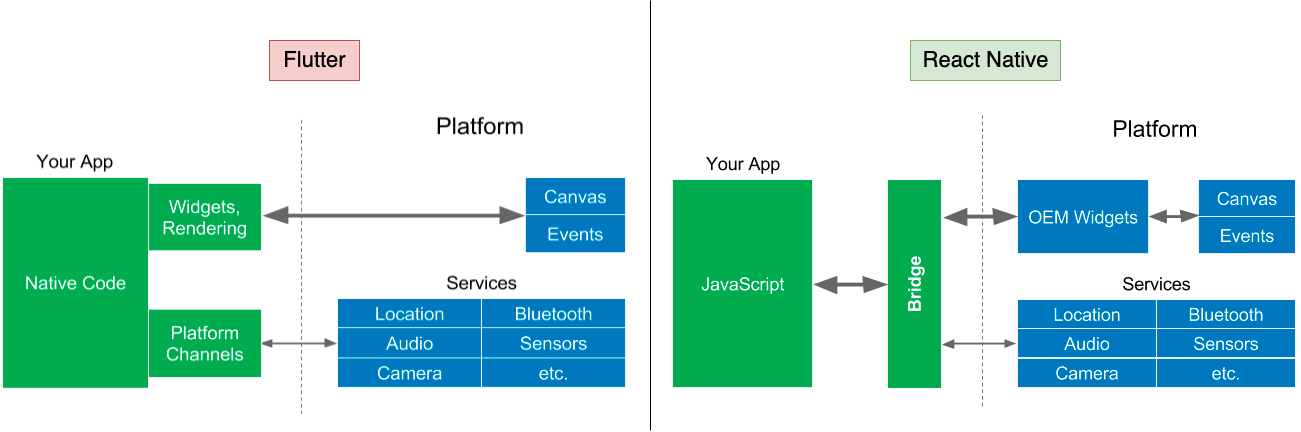 Flutter
Platform
Your App
Widgets,
Rendering
Canvas
Events
Native Code
Services
Platform
Channels
Location
Bluetooth
Audio
Sensors
Camera
etc.
React Native
Platform
Your App
OEM Widgets
Canvas
Events
JavaScript
Bridge
Services
Location
Bluetooth
Audio
Sensors
Camera
etc.